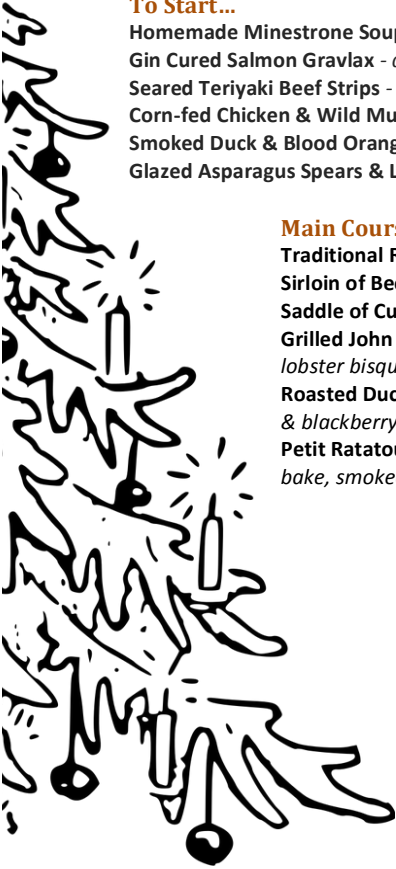 To Start…
Homemade Minestrone Soup
Gin Cured Salmon Gravlax -
Seared Teriyaki Beef Strips -
Corn-fed Chicken & Wild Mu
Smoked Duck & Blood Orang
Glazed Asparagus Spears & L
Main Cours
Traditional R
Sirloin of Bee
Saddle of Cu
Grilled John
lobster bisqu
Roasted Duc
& blackberry
Petit Ratatou
bake, smoke